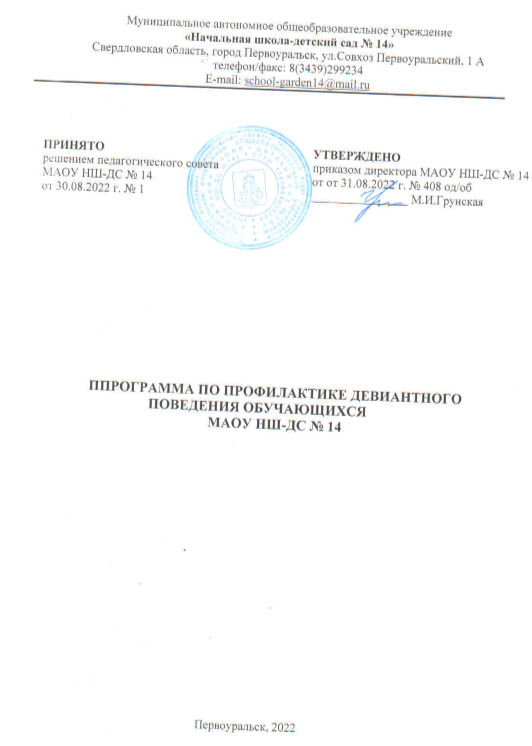 Муниципальное автономное общеобразовательное учреждение
«Начальная школа-детский сад № 14»
Свердловская область, город Первоуральск, ул.Совхоз Первоуральский, 1 А
телефон/факс: 8(3439)299234
E-mail: school-garden14@mail.ru
ПРИНЯТО
решением педагогического совета
МАОУ НШ-ДС № 14
от 30.08.2022 г. № 1
УТВЕРЖДЕНО
приказом директора МАОУ НШ-ДС № 14
от от 31.08.2022 г. № 408 од/об
М.И.Грунская
ППРОГРАММА ПО ПРОФИЛАКТИКЕ ДЕВИАНТНОГО
ПОВЕДЕНИЯ ОБУЧАЮЩИХСЯ
МАОУ НШ-ДС № 14
Первоуральск, 2022